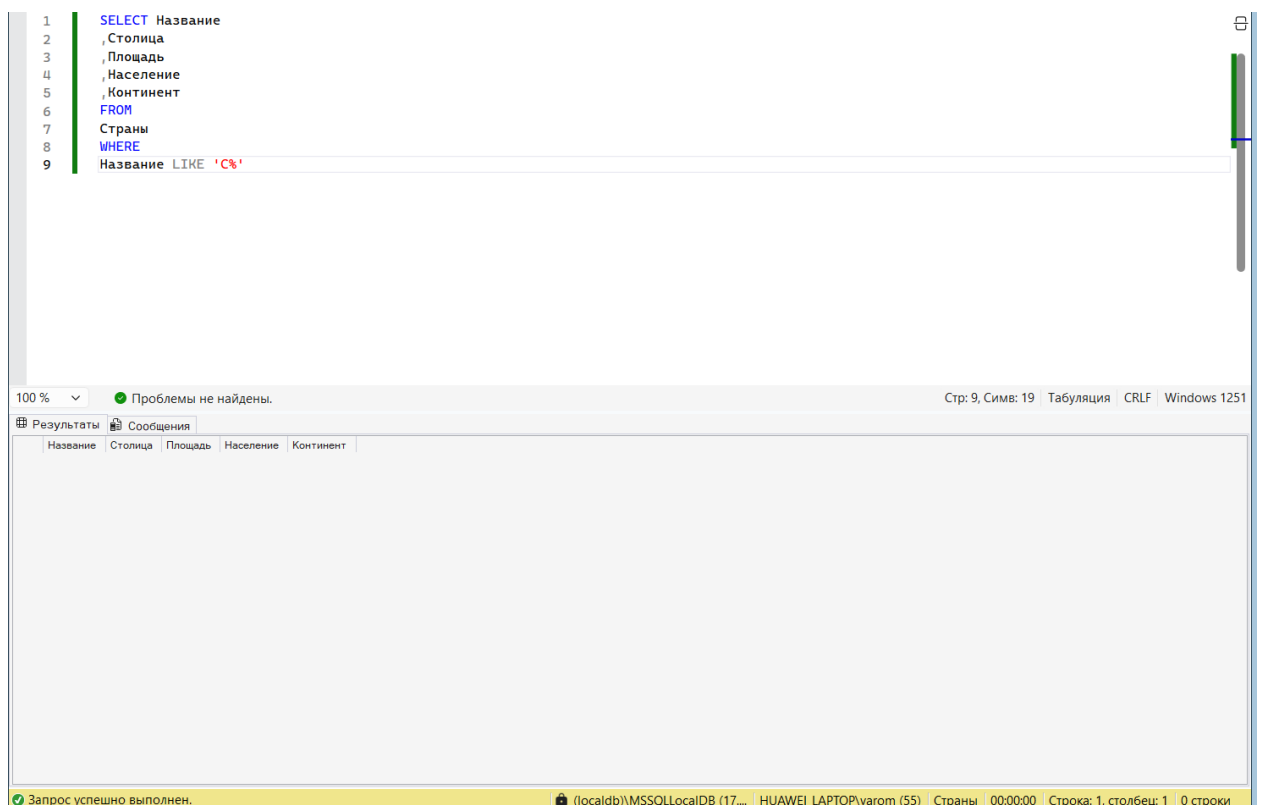 1 SELECT Название
2 ,Столица
3 ,Площадь
4 ,Население
5 ,Континент
6 FROM
7 Страны
8 WHERE
9 Название LIKE 'C%'
100 % Проблемы не найдены. Стр: 9, Симв: 19 Табуляция CRLF Windows 1251
Результаты Сообщения
Название Столица Площадь Население Континент
Запрос успешно выполнен. (localdb)\MSSQLLocalDB (17.... HUAWEI_LAPTOP\varom (55) Страны 00:00:00 Строка: 1, столбец: 1 0 строки